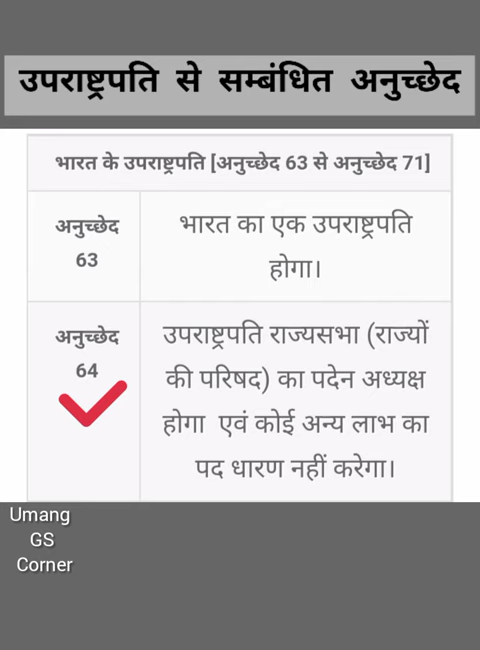 उपराष्ट्रपति से सम्बंधित अनुच्छेद
भारत के उपराष्ट्रपति [अनुच्छेद 63 से अनुच्छेद 71]
अनुच्छेद
63
भारत का एक उपराष्ट्रपति
होगा।
अनुच्छेद
64
उपराष्ट्रपति राज्यसभा (राज्यों
की परिषद) का पदेन अध्यक्ष
होगा एवं कोई अन्य लाभ का
पद धारण नहीं करेगा।
Umang
GS
Corner